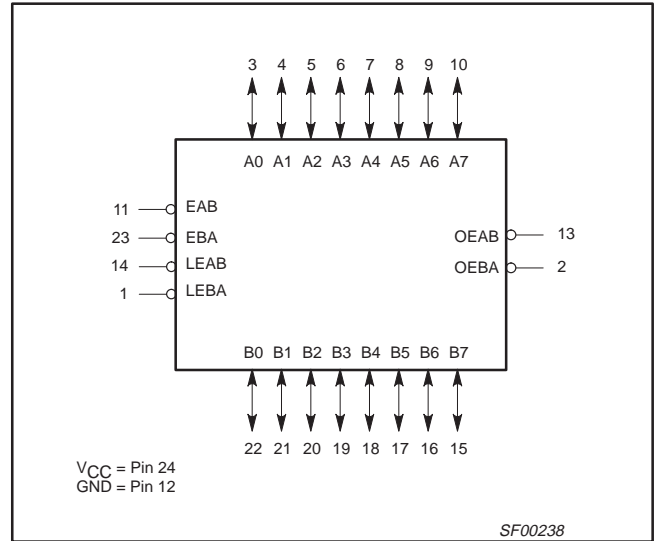 3 4 5 6 7 8 9 10
A0 A1 A2 A3 A4 A5 A6 A7
11 EAB
23 EBA
14 LEAB
1 LEBA
OEAB 13
OEBA 2
B0 B1 B2 B3 B4 B5 B6 B7
22 21 20 19 18 17 16 15
VCC = Pin 24
GND = Pin 12
SF00238